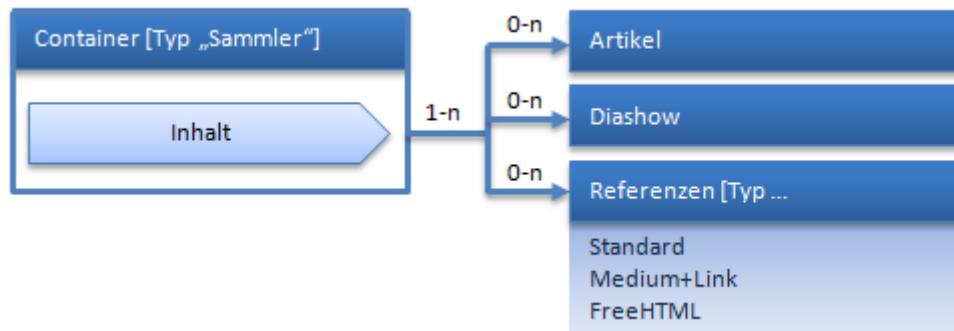 Container [Typ „Sammler“]
Inhalt
1-n
0-n
Artikel
0-n
Diashow
0-n
Referenzen [Typ ...
Standard
Medium+Link
FreeHTML